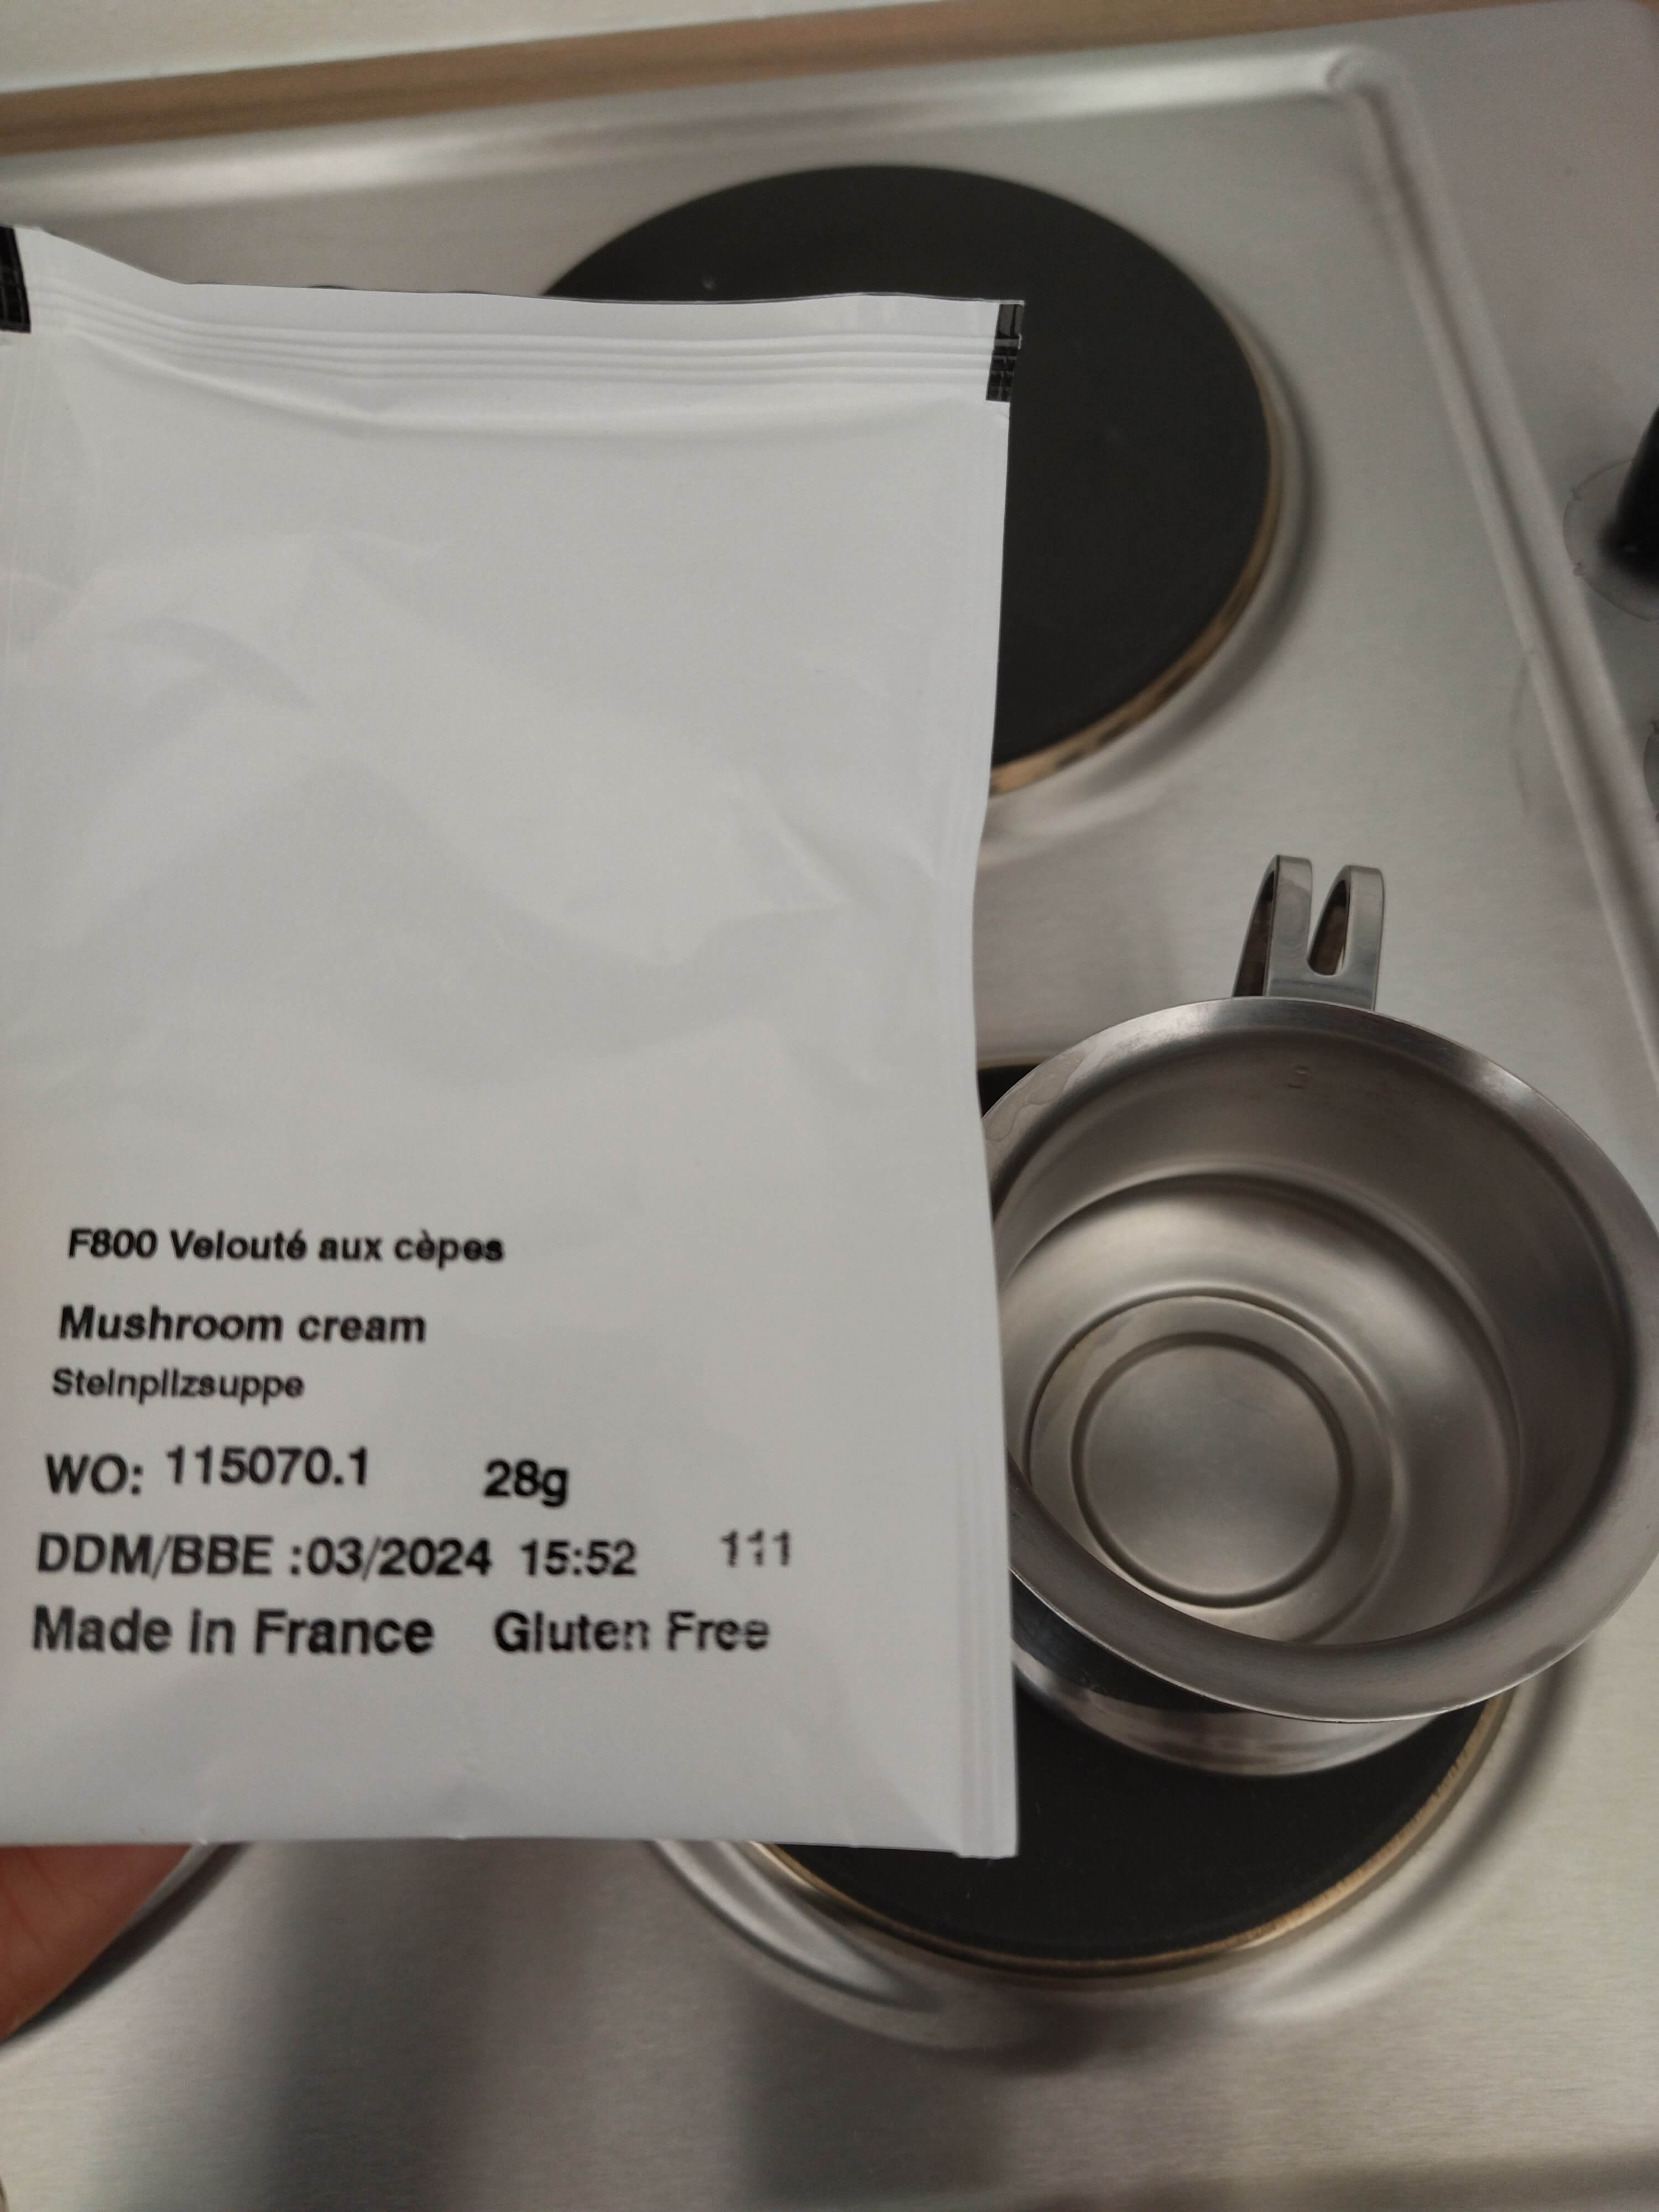 F800 Velouté aux cèpes
Mushroom cream
Steinpilzsuppe
WO: 115070.1 28g
DDM/BBE :03/2024 15:52 111
Made in France Gluten Free